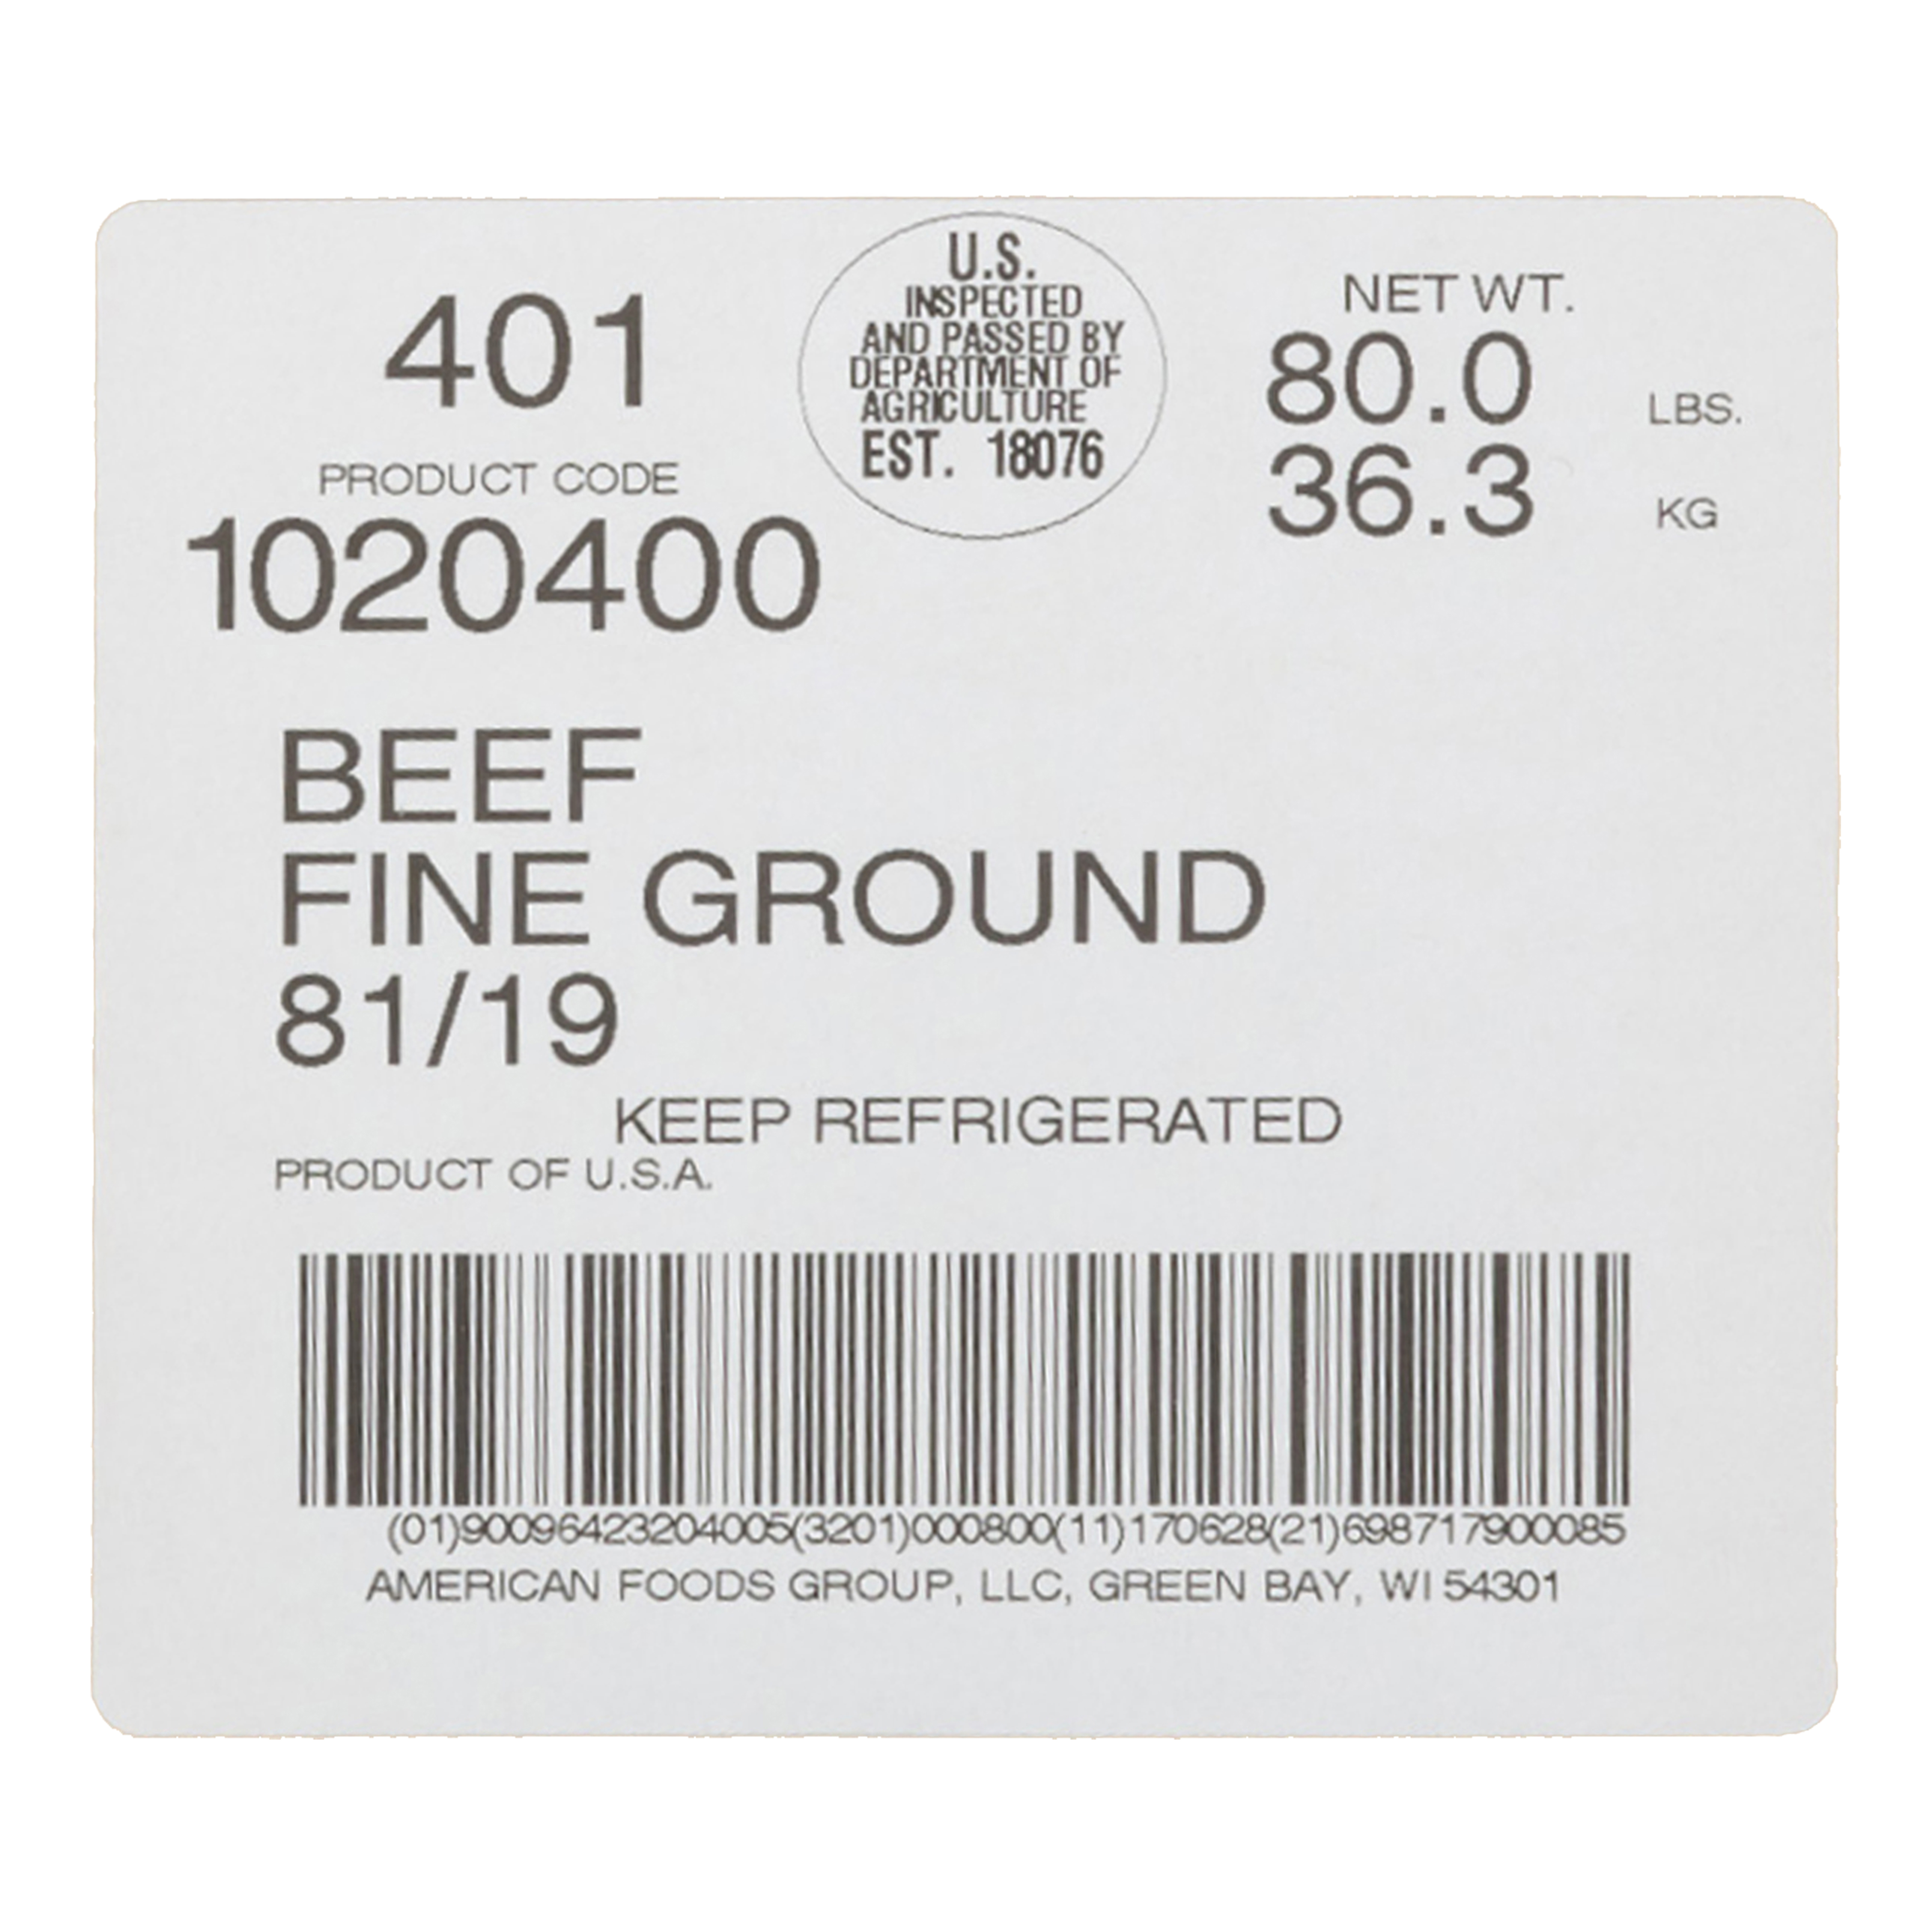 401
PRODUCT CODE
1020400
U.S.
INSPECTED
AND PASSED BY
DEPARTMENT OF
AGRICULTURE
EST. 18076
NET WT.
80.0 LBS.
36.3 KG
BEEF
FINE GROUND
81/19
KEEP REFRIGERATED
PRODUCT OF U.S.A.
(01)90096423204005(3201)000800(11)170628(21)698717900085
AMERICAN FOODS GROUP, LLC, GREEN BAY, WI 54301